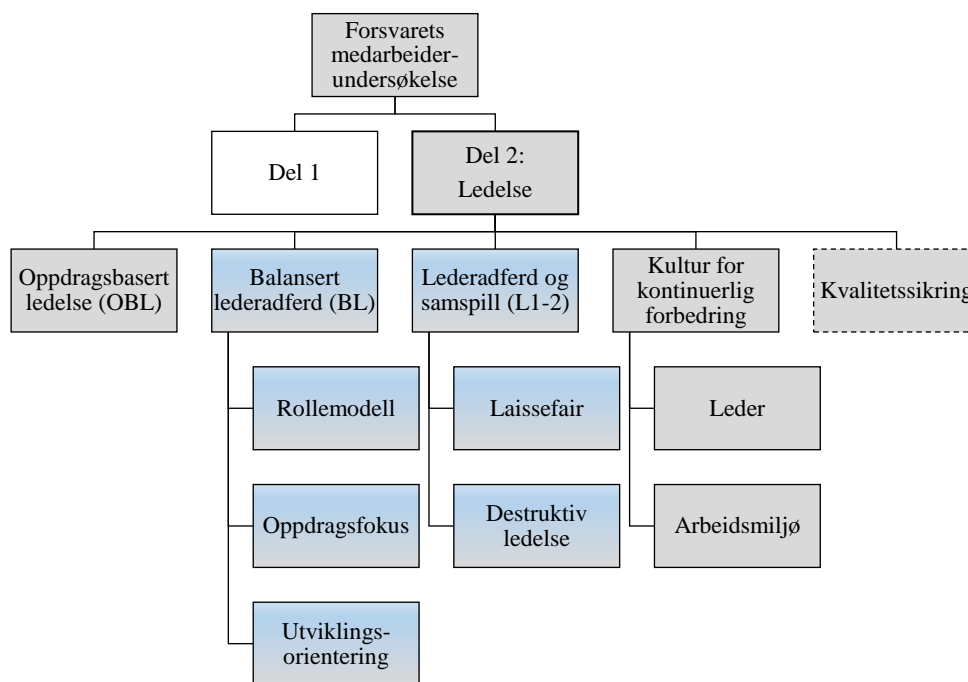 Forsvarets
medarbeider-
undersøkelse
Del 1
Del 2:
Ledelse
Oppdragsbasert
ledelse (OBL)
Balansert
lederadferd (BL)
Lederadferd og
samspill (L1-2)
Kultur for
kontinuerlig
forbedring
Kvalitetssikring
Rollemodell
Laissefair
Leder
Oppdragsfokus
Destruktiv
ledelse
Arbeidsmiljø
Utviklings-
orientering